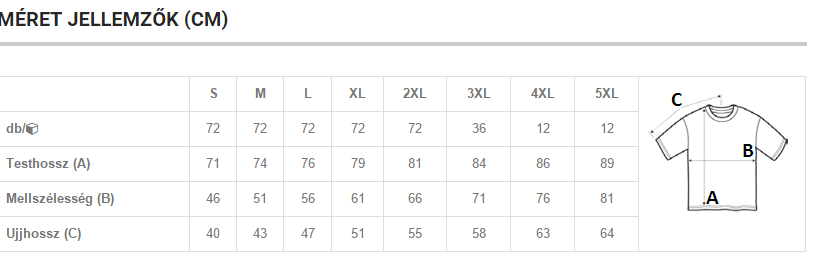 MÉRET JELLEMZŐK (CM)
S M L XL 2XL 3XL 4XL 5XL
db/ 72 72 72 72 72 36 12 12
Testhossz (A) 71 74 76 79 81 84 86 89
Mellszélesség (B) 46 51 56 61 66 71 76 81
Ujjhossz (C) 40 43 47 51 55 58 63 64
C
B
A